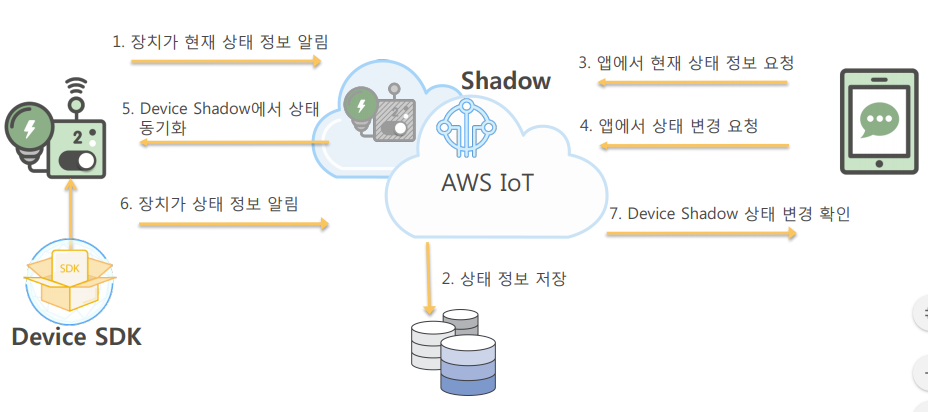 1. 장치가 현재 상태 정보 알림
Shadow
3. 앱에서 현재 상태 정보 요청
5. Device Shadow에서 상태
동기화
2
2
4. 앱에서 상태 변경 요청
AWS IoT
6. 장치가 상태 정보 알림
7. Device Shadow 상태 변경 확인
SDK
2. 상태 정보 저장
Device SDK